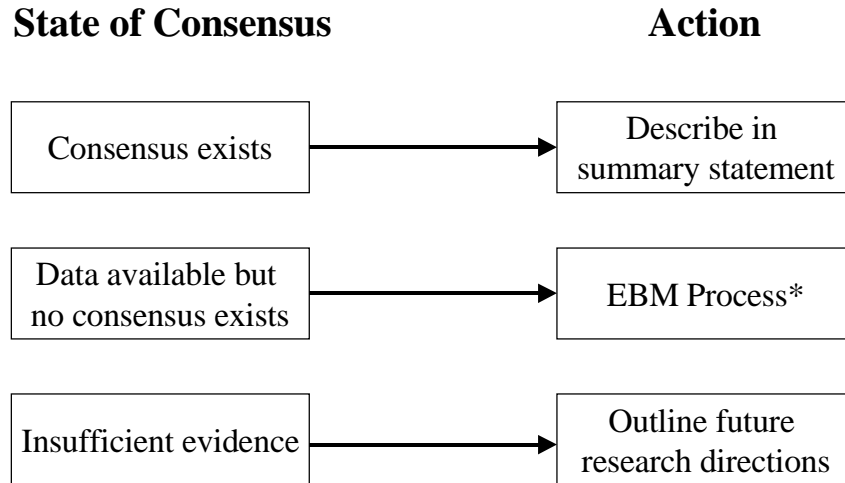 State of Consensus
Action
Consensus exists
Describe in
summary statement
Data available but
no consensus exists
EBM Process*
Insufficient evidence
Outline future
research directions